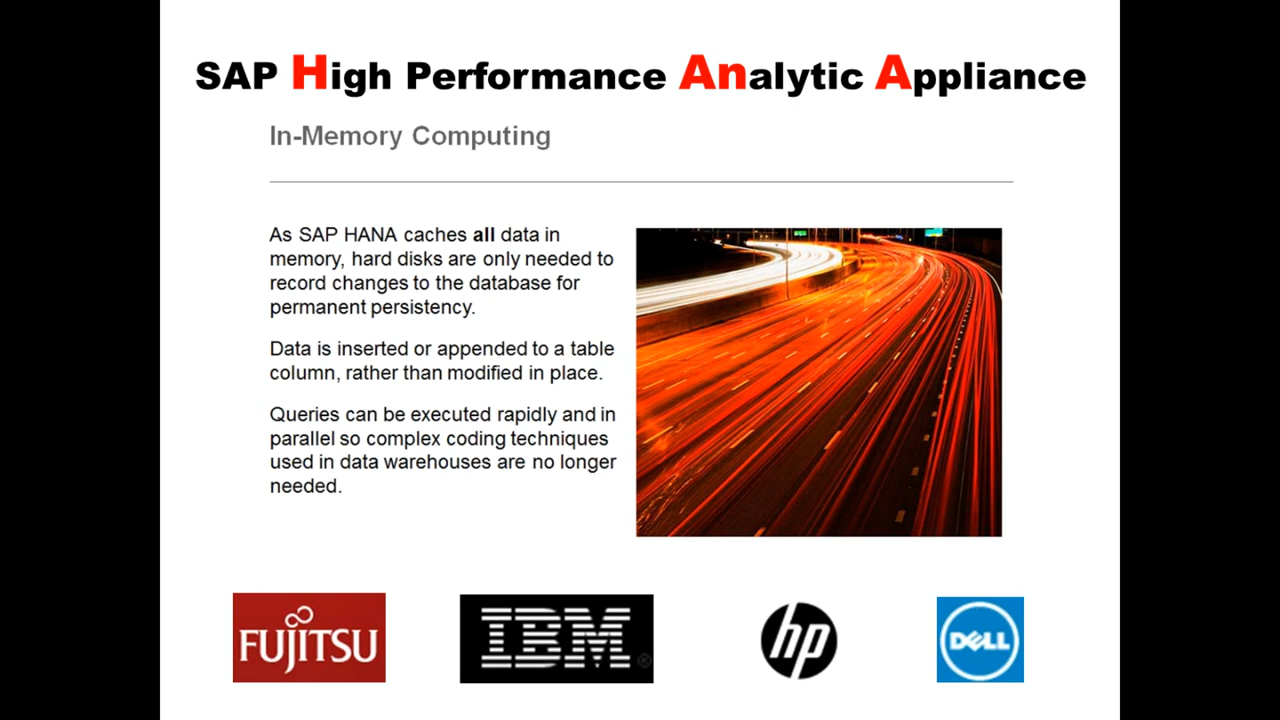 SAP High Performance Analytic Appliance
In-Memory Computing
As SAP HANA caches all data in
memory, hard disks are only needed to
record changes to the database for
permanent persistency.
Data is inserted or appended to a table
column, rather than modified in place.
Queries can be executed rapidly and in
parallel so complex coding techniques
used in data warehouses are no longer
needed.
FUJITSU
IBM®
hp
DELL